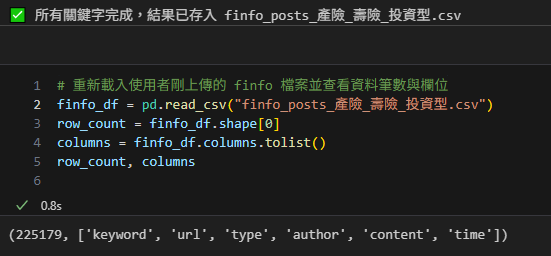 ✅ 所有關鍵字完成，結果已存入 finfo_posts_產險_壽險_投資型.csv
1 # 重新載入使用者剛上傳的 finfo 檔案並查看資料筆數與欄位
2 finfo_df = pd.read_csv("finfo_posts_產險_壽險_投資型.csv")
3 row_count = finfo_df.shape[0]
4 columns = finfo_df.columns.tolist()
5 row_count, columns
6
✓ 0.8s
(225179, ['keyword', 'url', 'type', 'author', 'content', 'time'])